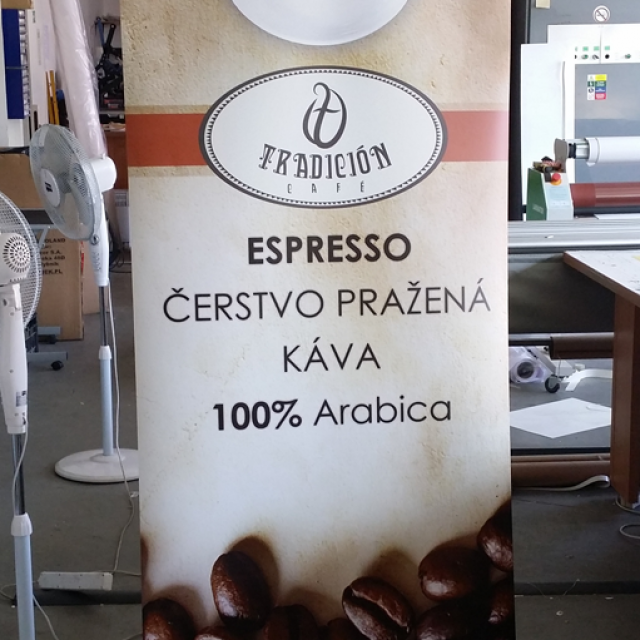 TRADICIÓN
CAFÉ
ESPRESSO
ČERSTVO PRAŽENÁ
KÁVA
100% Arabica